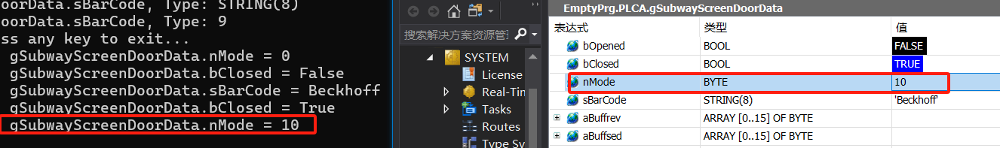 oorData.sBarCode, Type: STRING(8)
oorData.sBarCode, Type: 9
ss any key to exit...
gSubwayScreenDoorData.nMode = 0
gSubwayScreenDoorData.bClosed = False
gSubwayScreenDoorData.sBarCode = Beckhoff
gSubwayScreenDoorData.bClosed = True
gSubwayScreenDoorData.nMode = 10
搜索解决方案资源管
SYSTEM
License
Real-Tim
Tasks
Routes
Type Sy
EmptyPrg.PLCA.gSubwayScreenDoorData
表达式 类型 值
bOpened BOOL FALSE
bClosed BOOL TRUE
nMode BYTE 10
sBarCode STRING(8) 'Beckhoff'
aBuffrev ARRAY [0..15] OF BYTE
aBuffsed ARRAY [0..15] OF BYTE